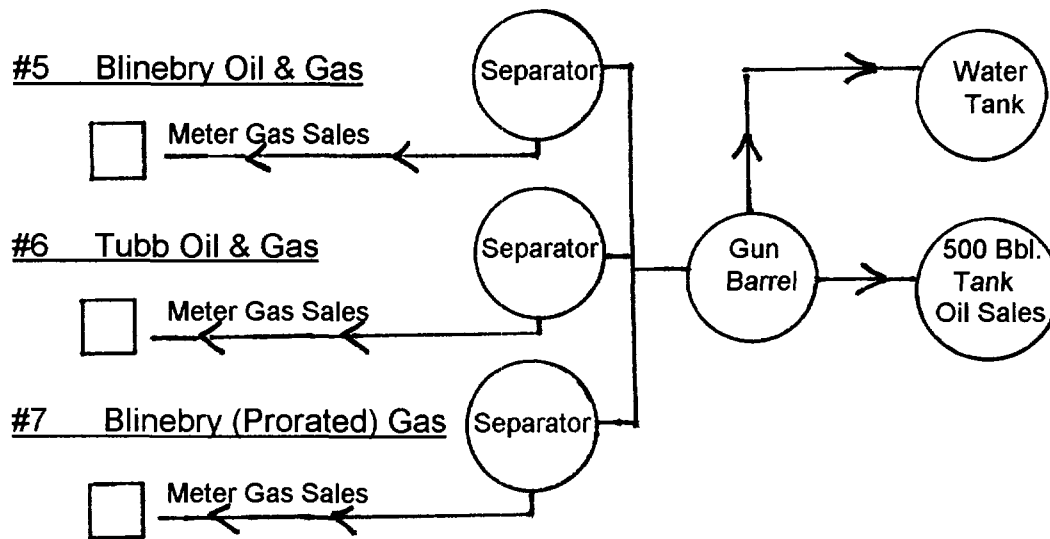 #5 Blinebry Oil & Gas
Separator
Meter Gas Sales
#6 Tubb Oil & Gas
Separator
Meter Gas Sales
#7 Blinebry (Prorated) Gas
Separator
Meter Gas Sales
Gun
Barrel
Water
Tank
500 Bbl.
Tank
Oil Sales